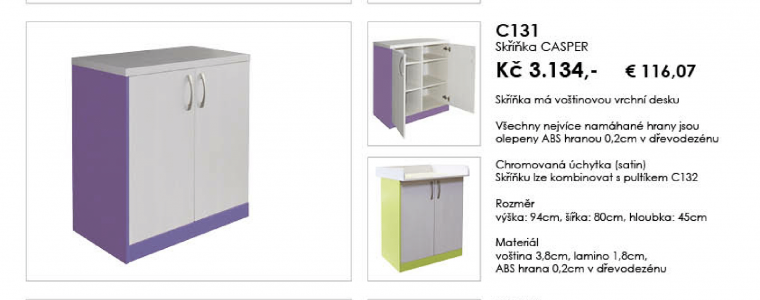 C131
Skříňka CASPER
Kč 3.134,- € 116,07
Skříňka má voštinovou vrchní desku
Všechny nejvíce namáhané hrany jsou
olepeny ABS hranou 0,2cm v dřevodezénu
Chromovaná úchytka (satin)
Skříňku lze kombinovat s pultíkem C132
Rozměr
výška: 94cm, šířka: 80cm, hloubka: 45cm
Materiál
voština 3,8cm, lamino 1,8cm,
ABS hrana 0,2cm v dřevodezénu